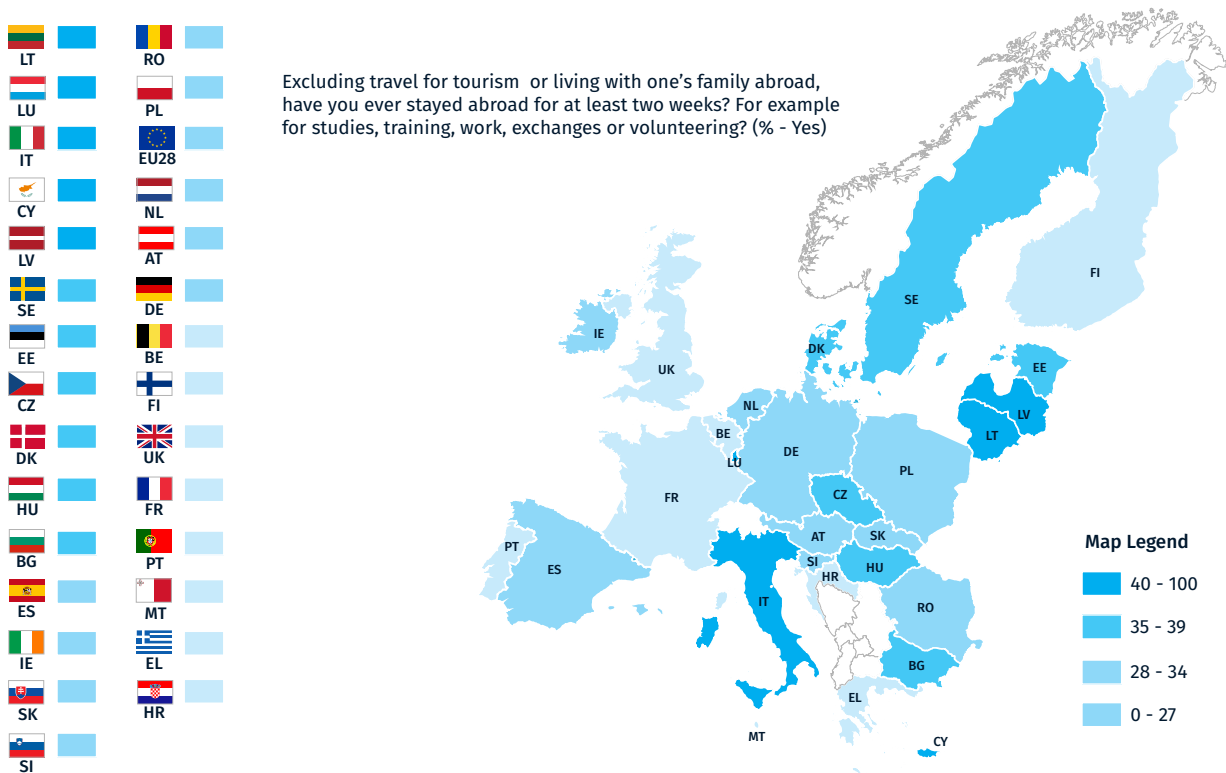 LT
LU
IT
CY
LV
SE
EE
CZ
DK
HU
BG
ES
IE
SK
SI
RO
PL
EU28
NL
AT
DE
BE
FI
UK
FR
PT
MT
EL
HR
Excluding travel for tourism or living with one's family abroad,
have you ever stayed abroad for at least two weeks? For example
for studies, training, work, exchanges or volunteering? (% - Yes)
FI
SE
IE
DK
UK
EE
LV
LT
NL
BE
LU
DE
PL
CZ
FR
AT
SK
PT
ES
SI
HU
HR
IT
RO
BG
EL
MT
CY
Map Legend
40 - 100
35 - 39
28 - 34
0 - 27